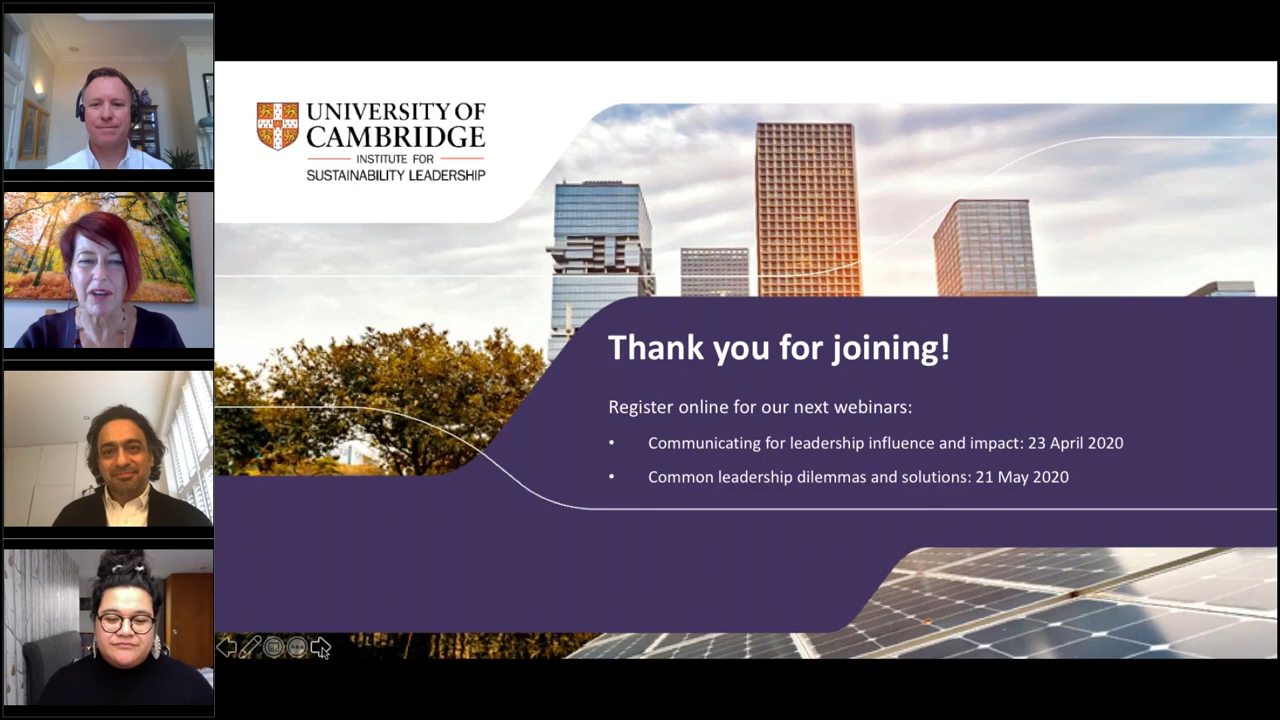 UNIVERSITY OF
CAMBRIDGE
INSTITUTE FOR
SUSTAINABILITY LEADERSHIP
Thank you for joining!
Register online for our next webinars:
• Communicating for leadership influence and impact: 23 April 2020
• Common leadership dilemmas and solutions: 21 May 2020